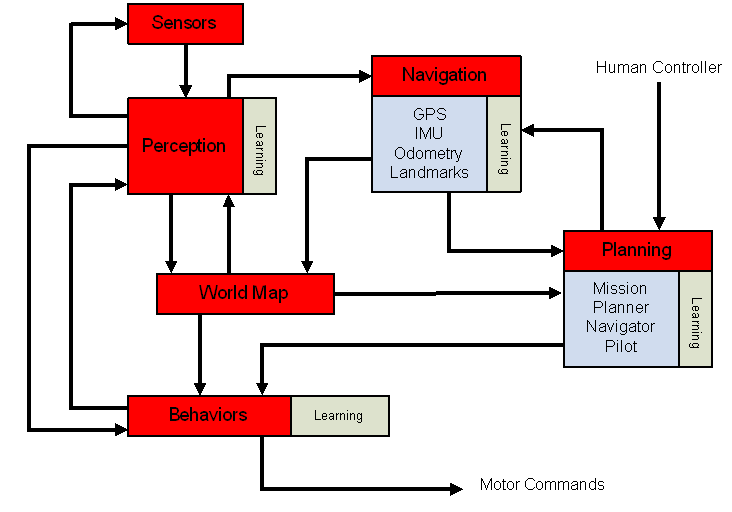 Sensors
Navigation
Human Controller
GPS
IMU
Odometry
Landmarks
Learning
Perception
Learning
Planning
Mission
Planner
Navigator
Pilot
Learning
World Map
Behaviors
Learning
Motor Commands